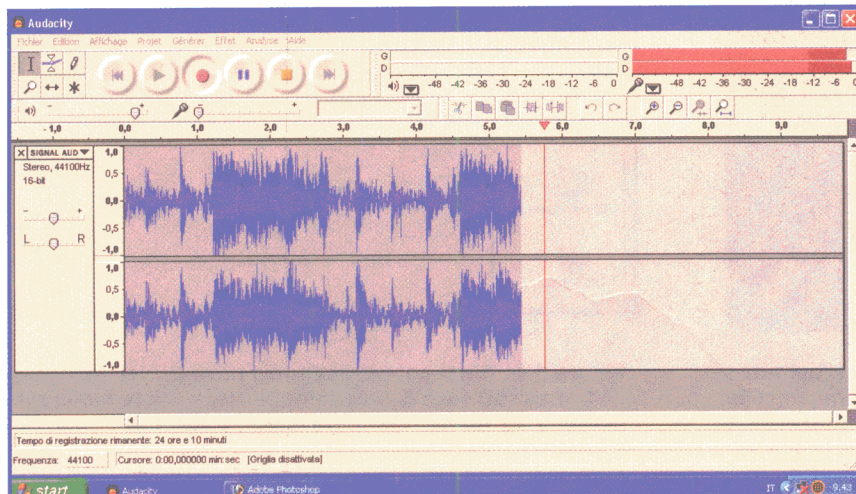 Audacity
Fichier Edition Affichage Projet Générer Effet Analyse Aide
G
D
-48 -42 -36 -30 -24 -18 -12 -6 0
G
D
-48 -42 -36 -30 -24 -18 -12 -6 0
- +
- +
- 1,0 0,0 1,0 2,0 3,0 4,0 5,0 6,0 7,0 8,0 9,0
X SIGNAL AUD
Stereo, 44100Hz
16-bit
- +
L R
1,0
0,5
0,0
-0,5
-1,0
1,0
0,5
0,0
-0,5
-1,0
Tempo di registrazione rimanente: 24 ore e 10 minuti
Frequenza: 44100 Cursore: 0:00,000000 min:sec [Griglia disattivata]
start Audacity Adobe Photoshop IT 9.43